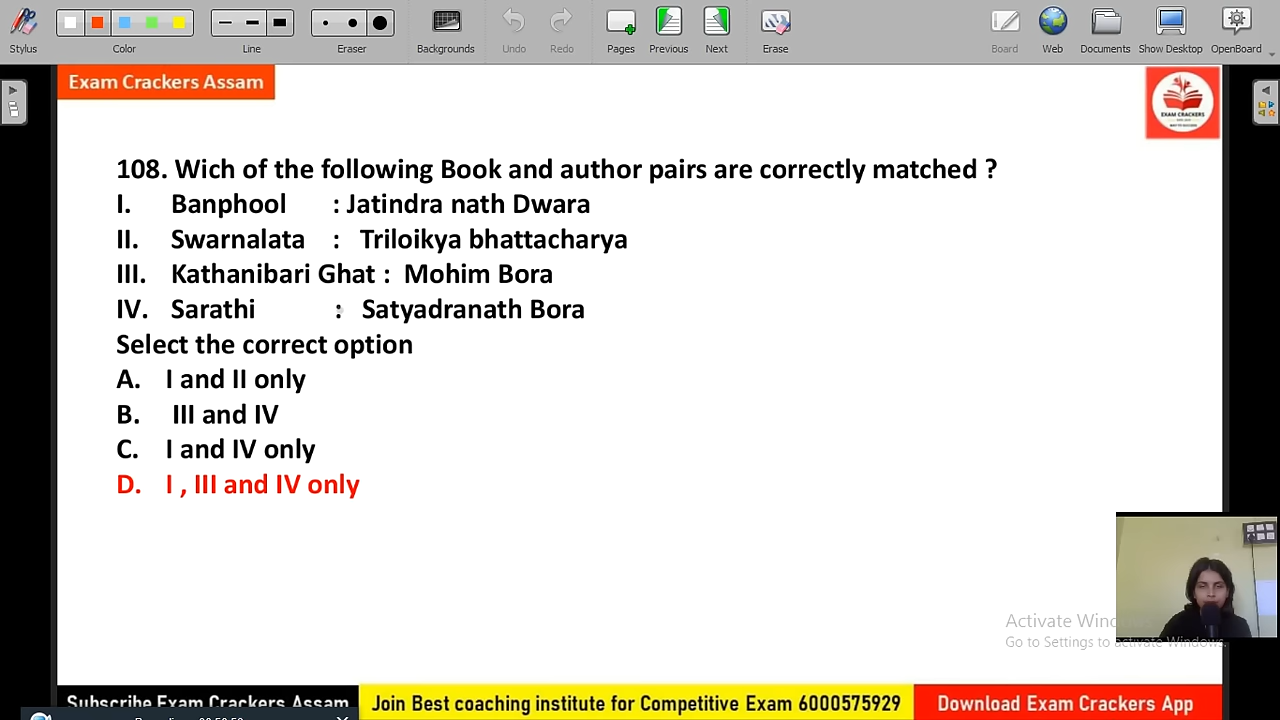 Stylus
Color
Line
Eraser
Backgrounds
Undo
Redo
Pages
Previous
Next
Erase
Board
Web
Documents
Show Desktop
OpenBoard
Exam Crackers Assam
EXAM CRACKERS
108. Wich of the following Book and author pairs are correctly matched ?
I. Banphool : Jatindra nath Dwara
II. Swarnalata : Triloikya bhattacharya
III. Kathanibari Ghat : Mohim Bora
IV. Sarathi : Satyadranath Bora
Select the correct option
A. I and II only
B. III and IV
C. I and IV only
D. I , III and IV only
Activate Windows
Go to Settings to activate Windows.
Subscribe Exam Crackers Assam
Join Best coaching institute for Competitive Exam 6000575929
Download Exam Crackers App